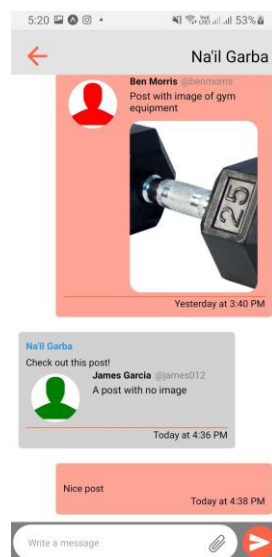 5:20
53%
Na'il Garba
Ben Morris @benmorris
Post with image of gym
equipment
25
Yesterday at 3:40 PM
Na'il Garba
Check out this post!
James Garcia @james012
A post with no image
Today at 4:36 PM
Nice post
Today at 4:38 PM
Write a message